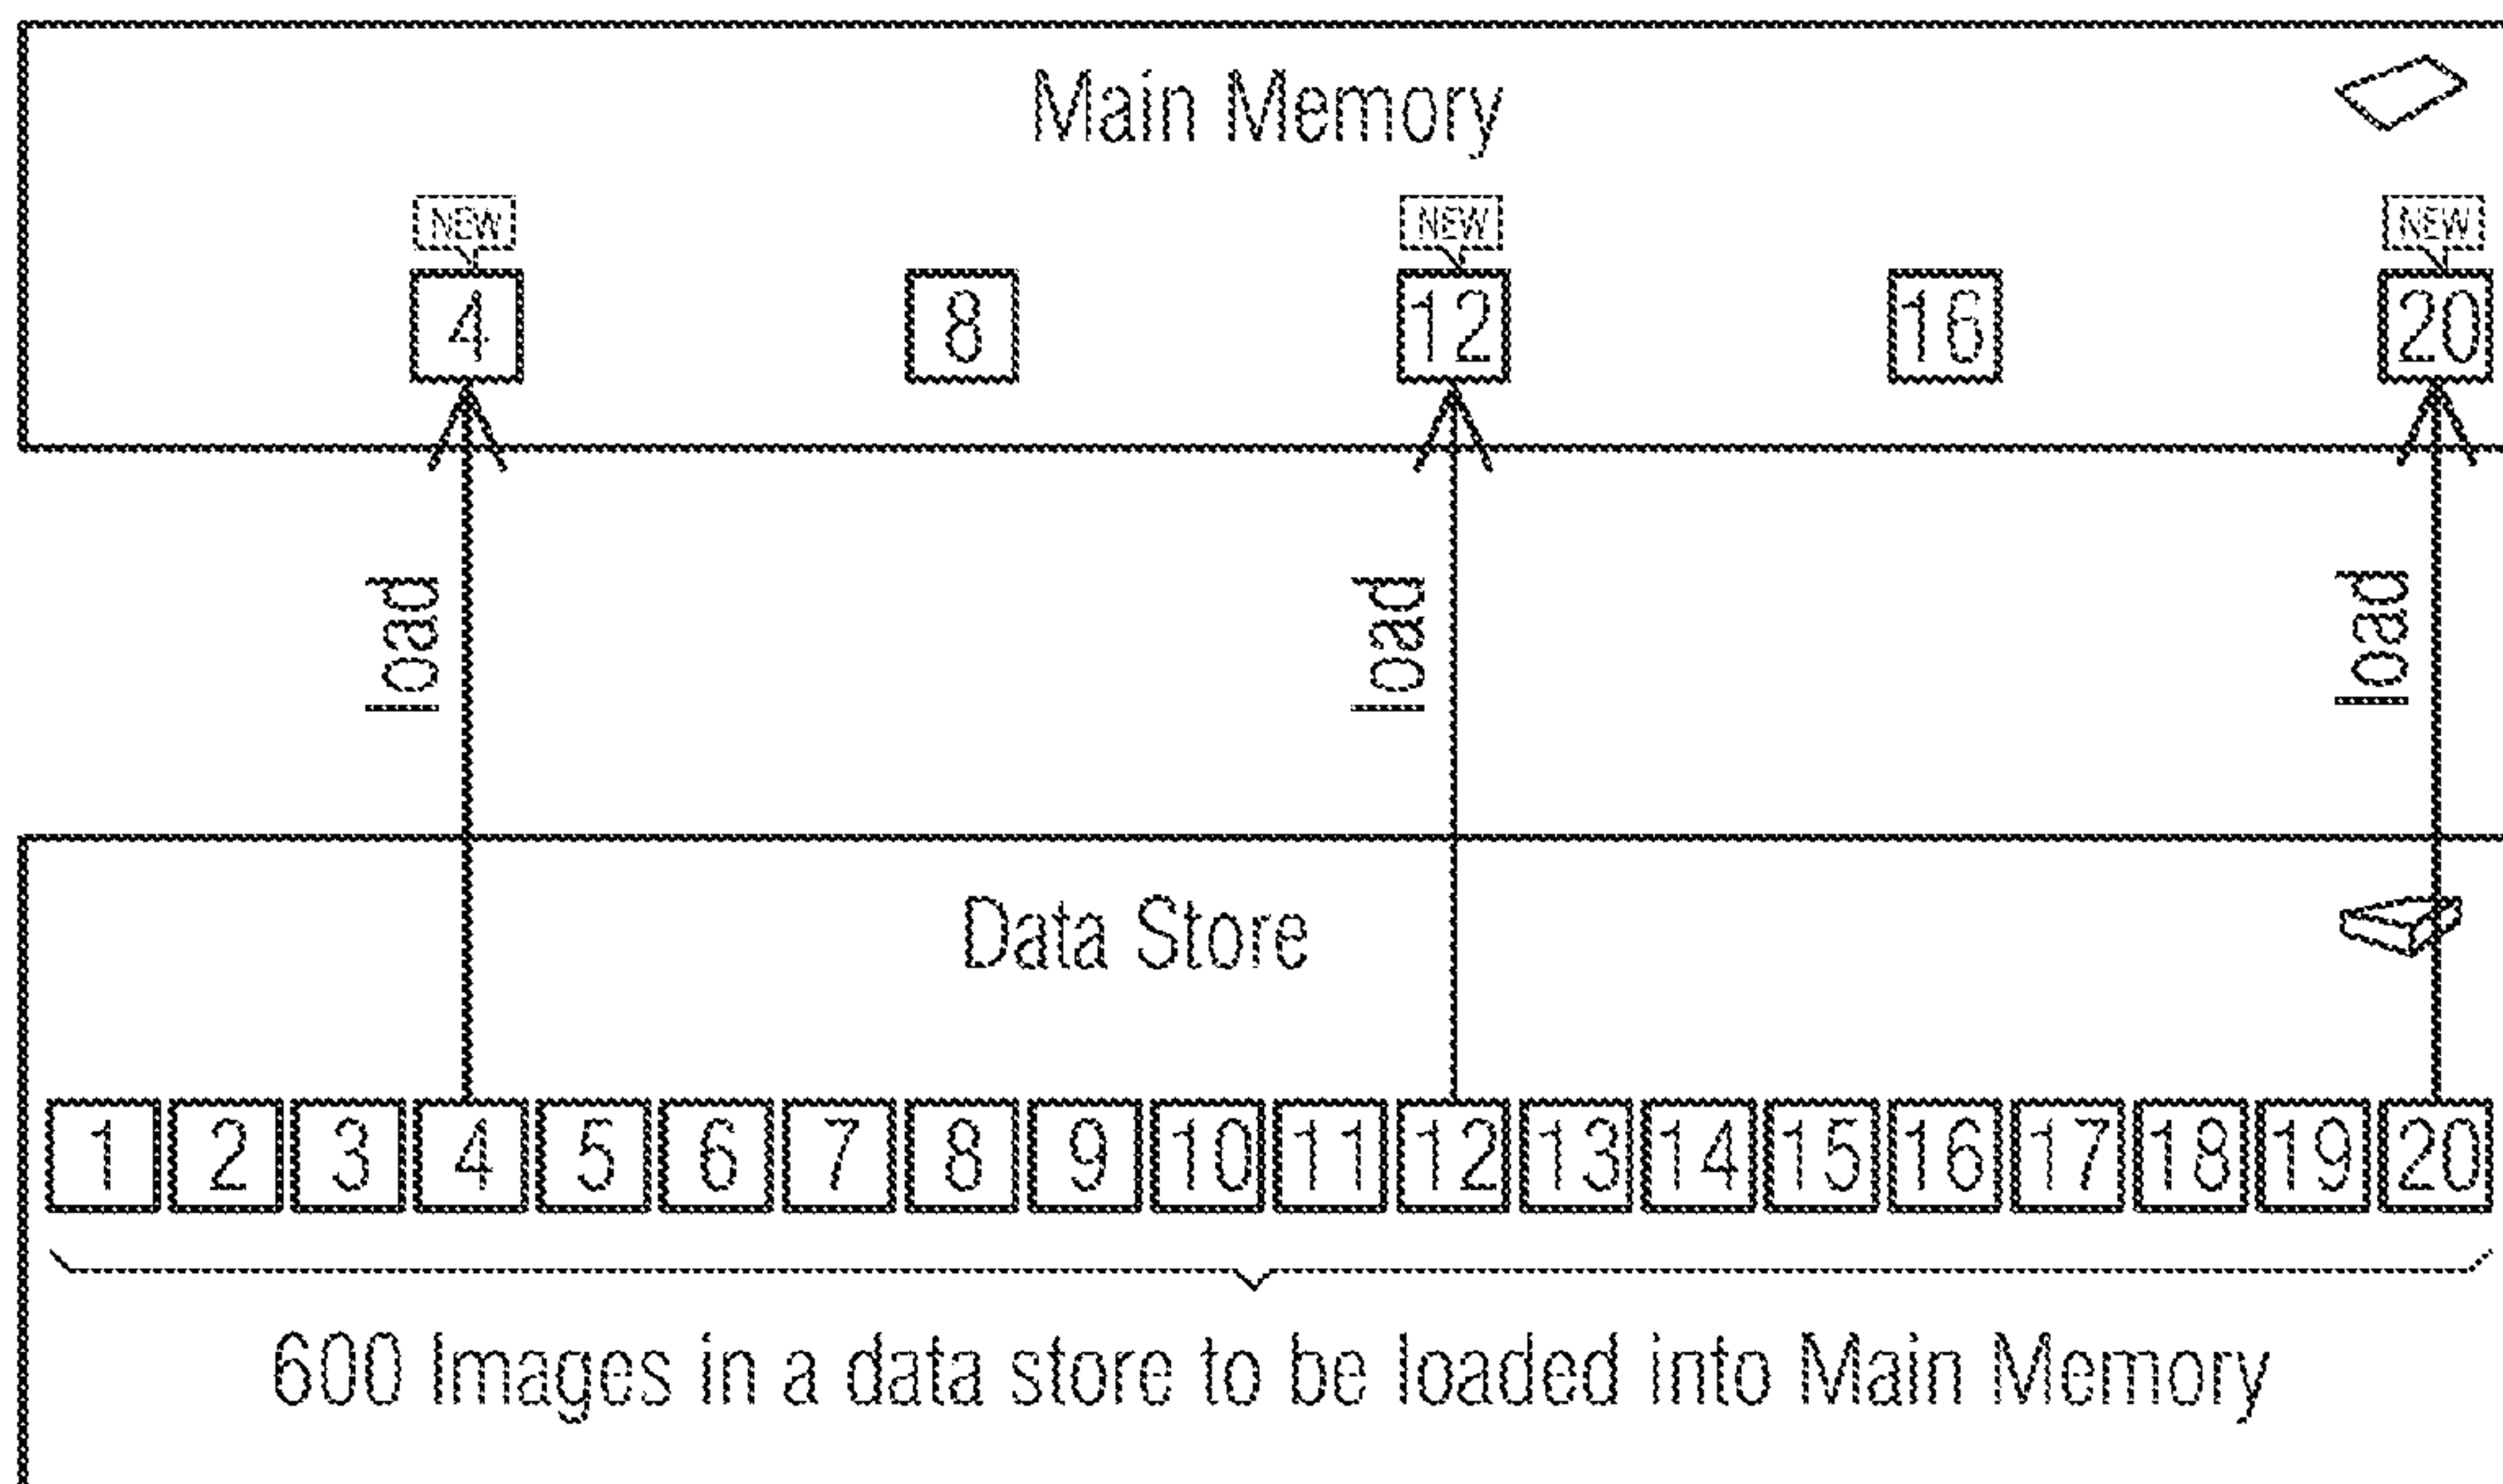 Main Memory
NEW NEW NEW
4 8 12 16 20
load load load
Data Store
1 2 3 4 5 6 7 8 9 10 11 12 13 14 15 16 17 18 19 20
600 Images in a data store to be loaded into Main Memory